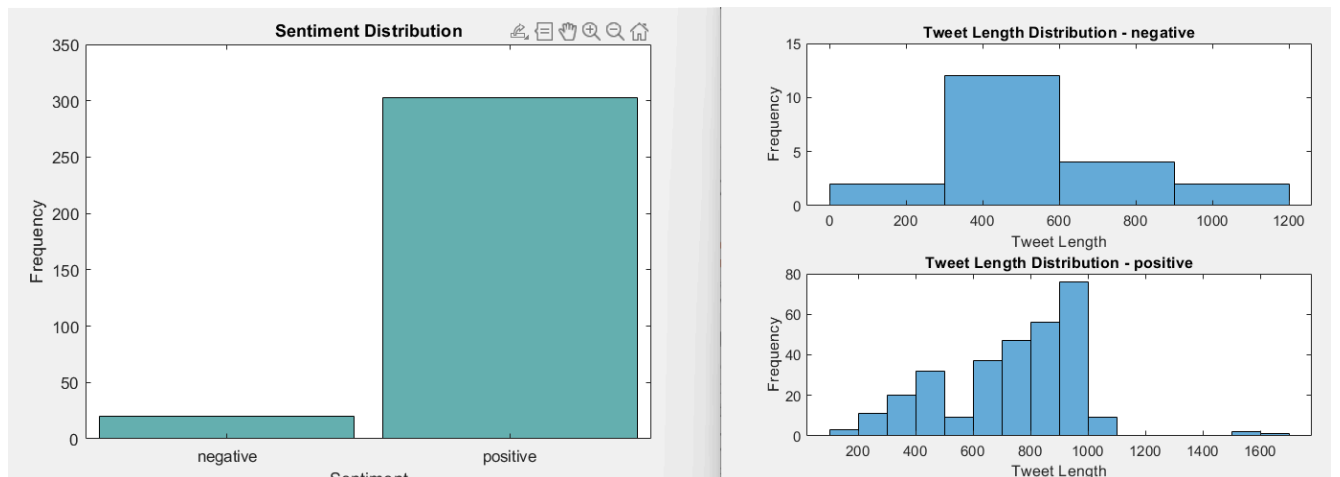 Sentiment Distribution
350
300
250
200
150
100
50
0
Frequency
negative positive
Sentiment
Tweet Length Distribution - negative
15
10
5
0
Frequency
0 200 400 600 800 1000 1200
Tweet Length
Tweet Length Distribution - positive
80
60
40
20
0
Frequency
200 400 600 800 1000 1200 1400 1600
Tweet Length